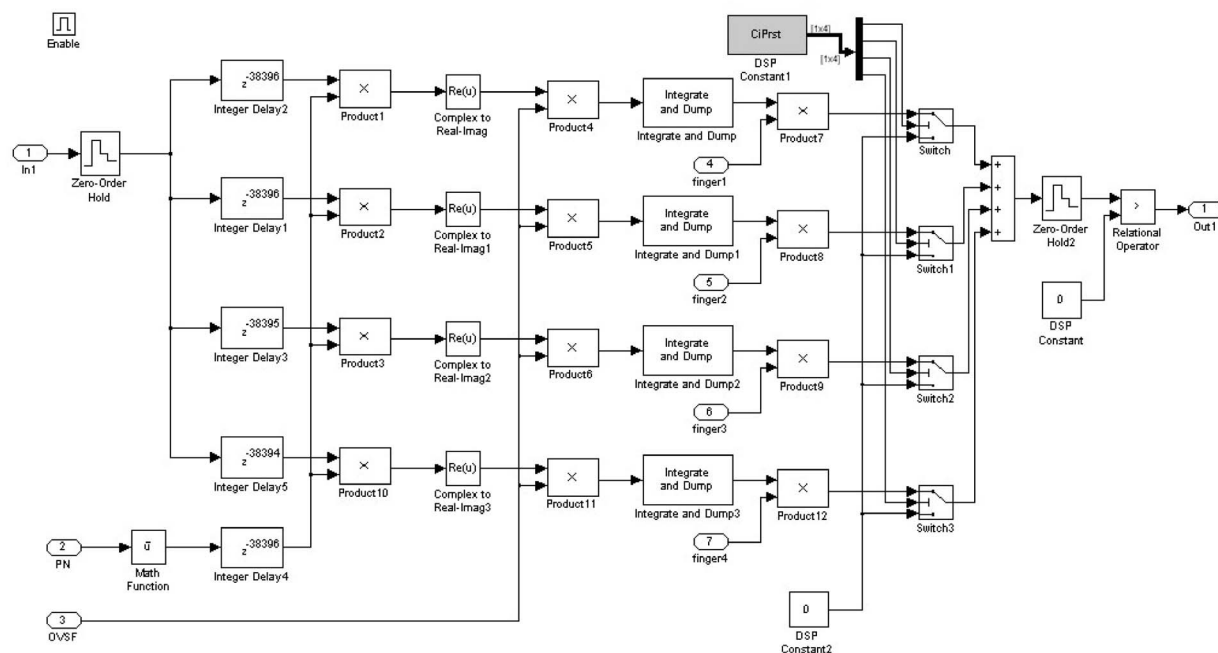 Enable
CiPrst
[1x4]
[1x4]
DSP
Constant1
-38396
z
Integer Delay2
×
Product1
Re(u)
Complex to
Real-Imag
×
Product4
Integrate
and Dump
Integrate and Dump
×
Product7
Switch
1
In1
Zero-Order
Hold
4
finger1
-38396
z
Integer Delay1
×
Product2
Re(u)
Complex to
Real-Imag1
×
Product5
Integrate
and Dump
Integrate and Dump1
×
Product8
Switch1
+
+
+
+
Zero-Order
Hold2
>
Relational
Operator
1
Out1
5
finger2
0
DSP
Constant
-38395
z
Integer Delay3
×
Product3
Re(u)
Complex to
Real-Imag2
×
Product6
Integrate
and Dump
Integrate and Dump2
×
Product9
Switch2
6
finger3
-38394
z
Integer Delay5
×
Product10
Re(u)
Complex to
Real-Imag3
×
Product11
Integrate
and Dump
Integrate and Dump3
×
Product12
Switch3
7
finger4
2
PN
ū
Math
Function
-38396
z
Integer Delay4
3
OVSF
0
DSP
Constant2